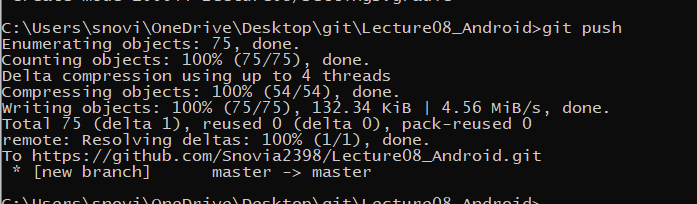 C:\Users\snovi\OneDrive\Desktop\git\Lecture08_Android>git push
Enumerating objects: 75, done.
Counting objects: 100% (75/75), done.
Delta compression using up to 4 threads
Compressing objects: 100% (54/54), done.
Writing objects: 100% (75/75), 132.34 KiB | 4.56 MiB/s, done.
Total 75 (delta 1), reused 0 (delta 0), pack-reused 0
remote: Resolving deltas: 100% (1/1), done.
To https://github.com/Snovia2398/Lecture08_Android.git
 * [new branch]      master -> master
C:\Users\snovi\OneDrive\Desktop\git\Lecture08_Android>